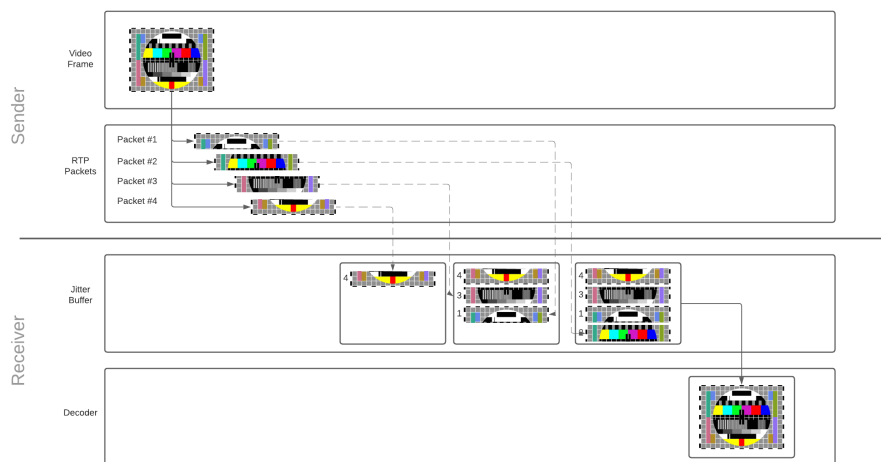 Sender
Video
Frame
RTP
Packets
Packet #1
Packet #2
Packet #3
Packet #4
Receiver
Jitter
Buffer
4
4
3
1
4
3
1
2
Decoder